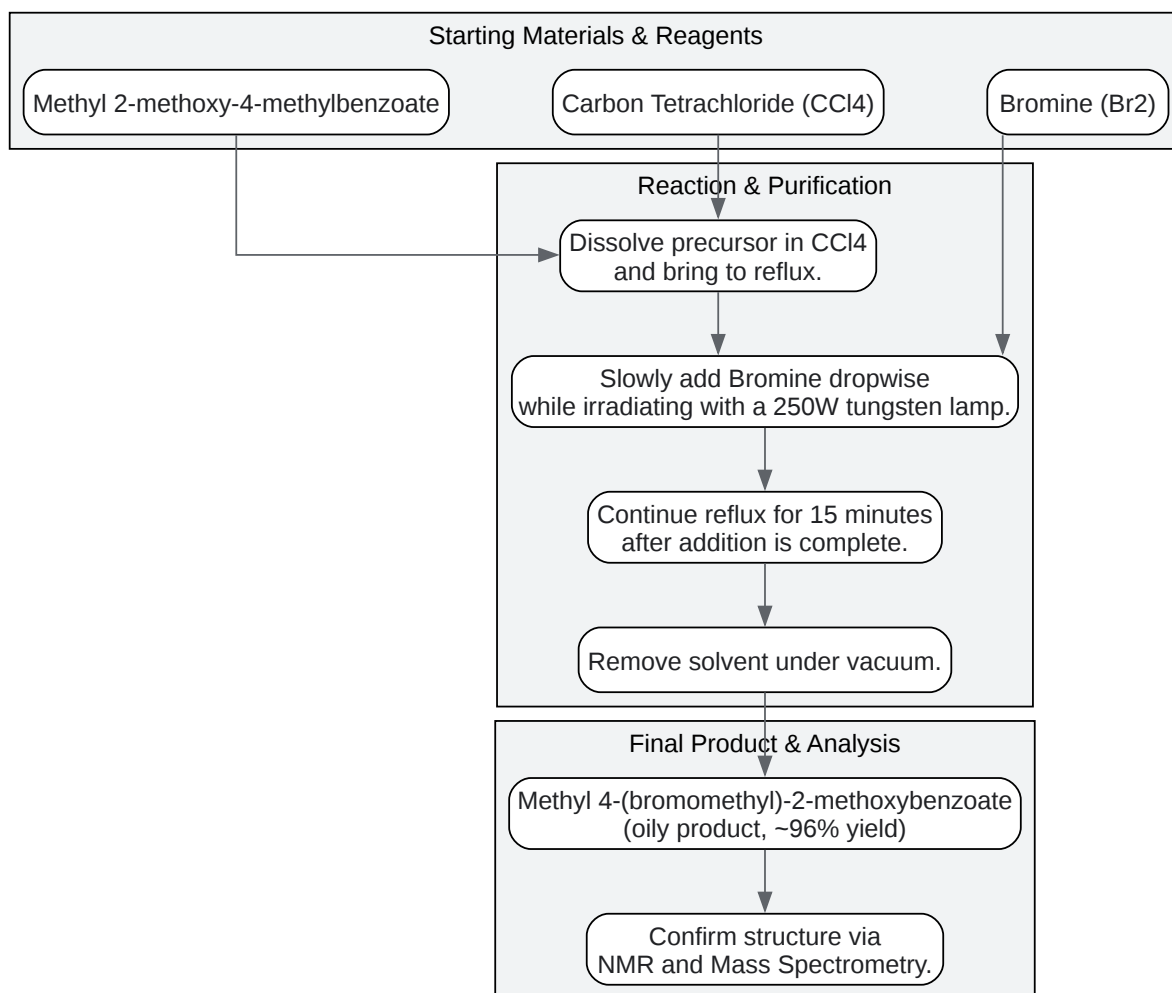 Starting Materials & Reagents
Methyl 2-methoxy-4-methylbenzoate
Carbon Tetrachloride (CCl4)
Bromine (Br2)
Reaction & Purification
Dissolve precursor in CCl4
and bring to reflux.
Slowly add Bromine dropwise
while irradiating with a 250W tungsten lamp.
Continue reflux for 15 minutes
after addition is complete.
Remove solvent under vacuum.
Final Product & Analysis
Methyl 4-(bromomethyl)-2-methoxybenzoate
(oily product, ~96% yield)
Confirm structure via
NMR and Mass Spectrometry.